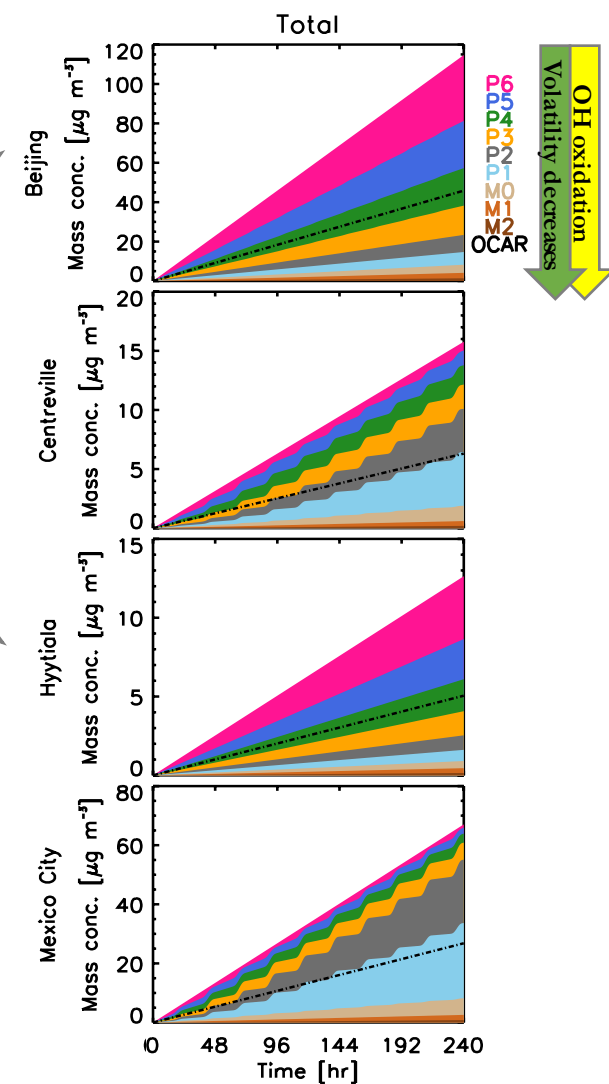 Total
120
100
80
60
40
20
0
Beijing
Mass conc. [μg m⁻³]
P6
P5
P4
P3
P2
P1
M0
M1
M2
OCAR
Volatility decreases
OH oxidation
20
15
10
5
0
Centreville
Mass conc. [μg m⁻³]
15
10
5
0
Hyytiala
Mass conc. [μg m⁻³]
80
60
40
20
0
Mexico City
Mass conc. [μg m⁻³]
0 48 96 144 192 240
Time [hr]